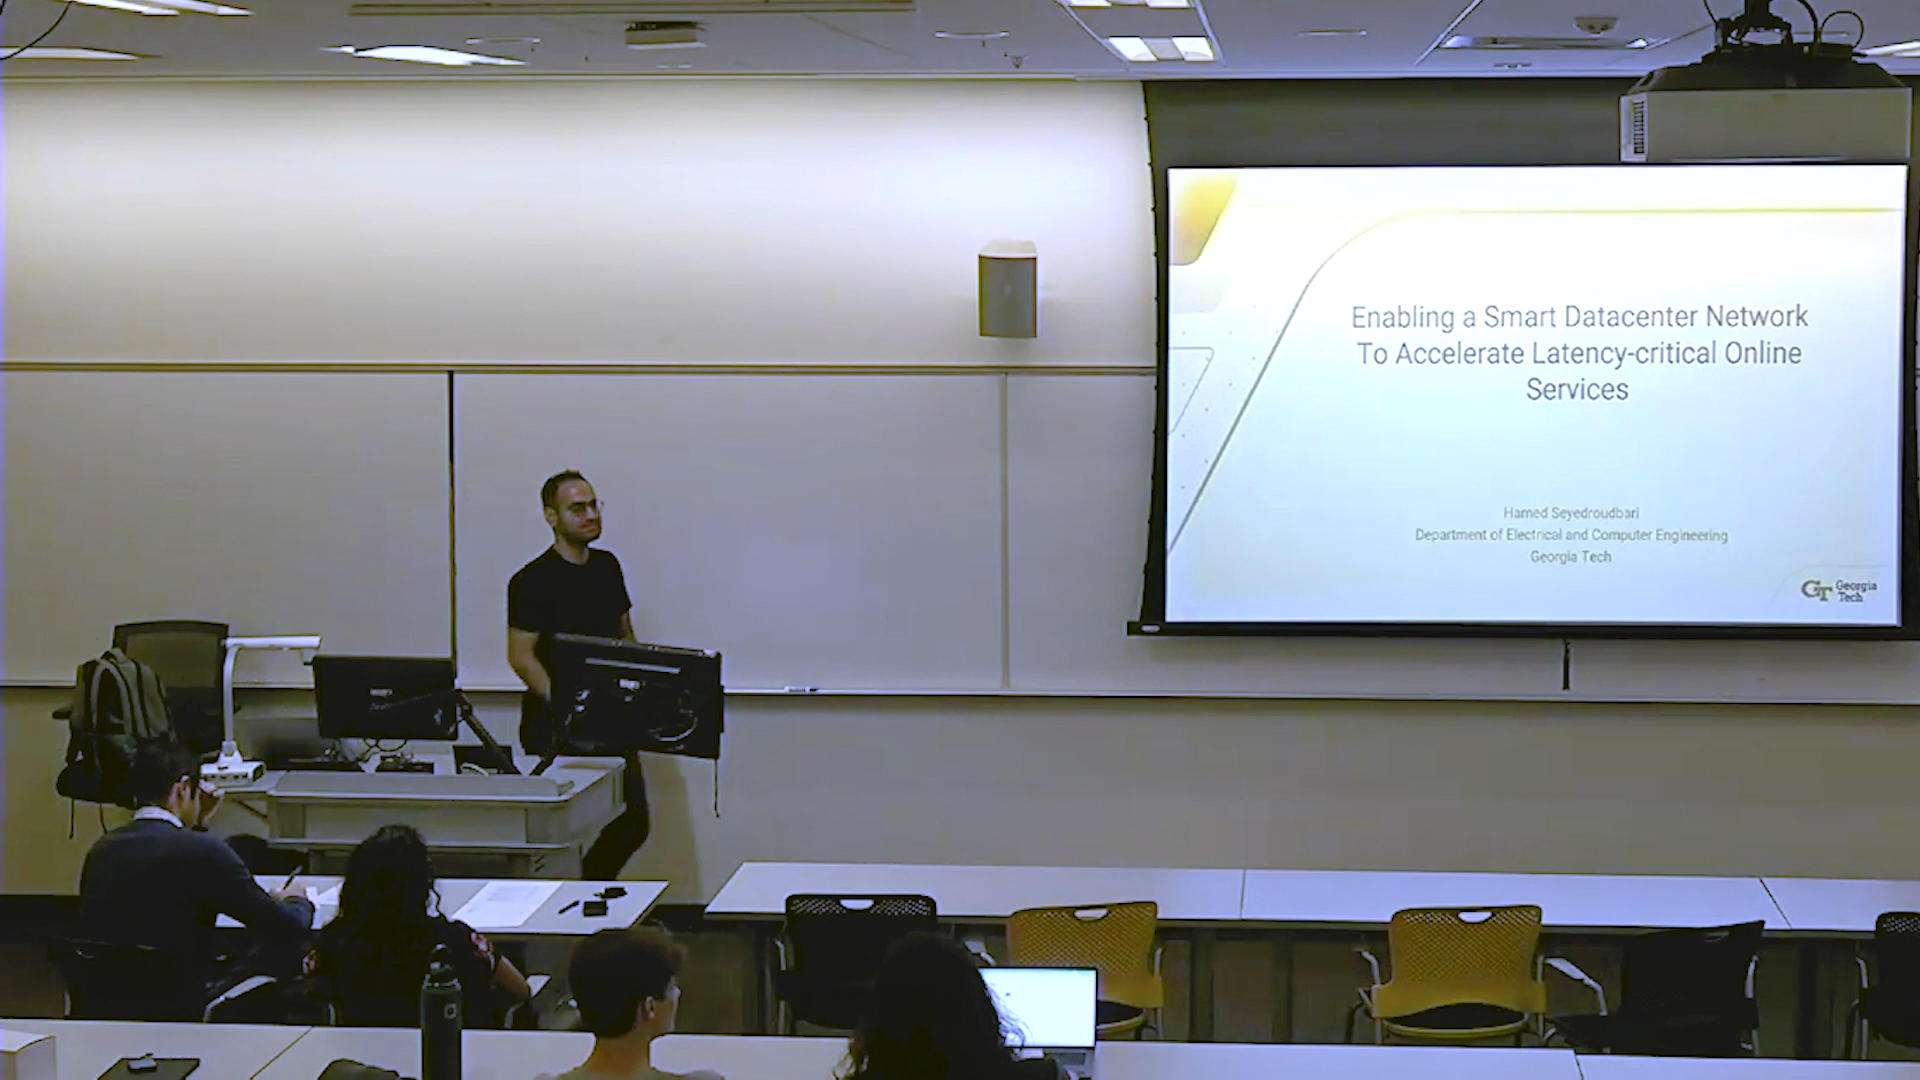 Enabling a Smart Datacenter Network
To Accelerate Latency-critical Online
Services
Hamed Seyedroudbari
Department of Electrical and Computer Engineering
Georgia Tech
GT Georgia
Tech